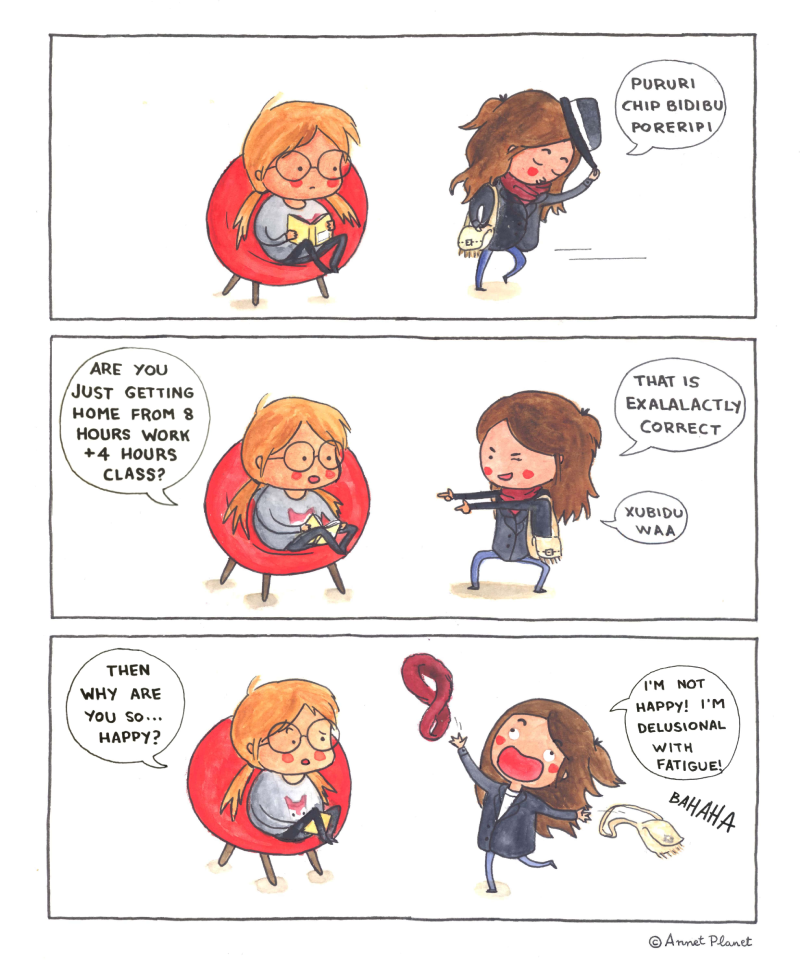 PURURI
CHIP BIDIBU
PORERIPI
ARE YOU
JUST GETTING
HOME FROM 8
HOURS WORK
+4 HOURS
CLASS?
THAT IS
EXALALACTLY
CORRECT
XUBIDU
WAA
THEN
WHY ARE
YOU SO...
HAPPY?
I'M NOT
HAPPY! I'M
DELUSIONAL
WITH
FATIGUE!
BAHAHA
© Annet Planet